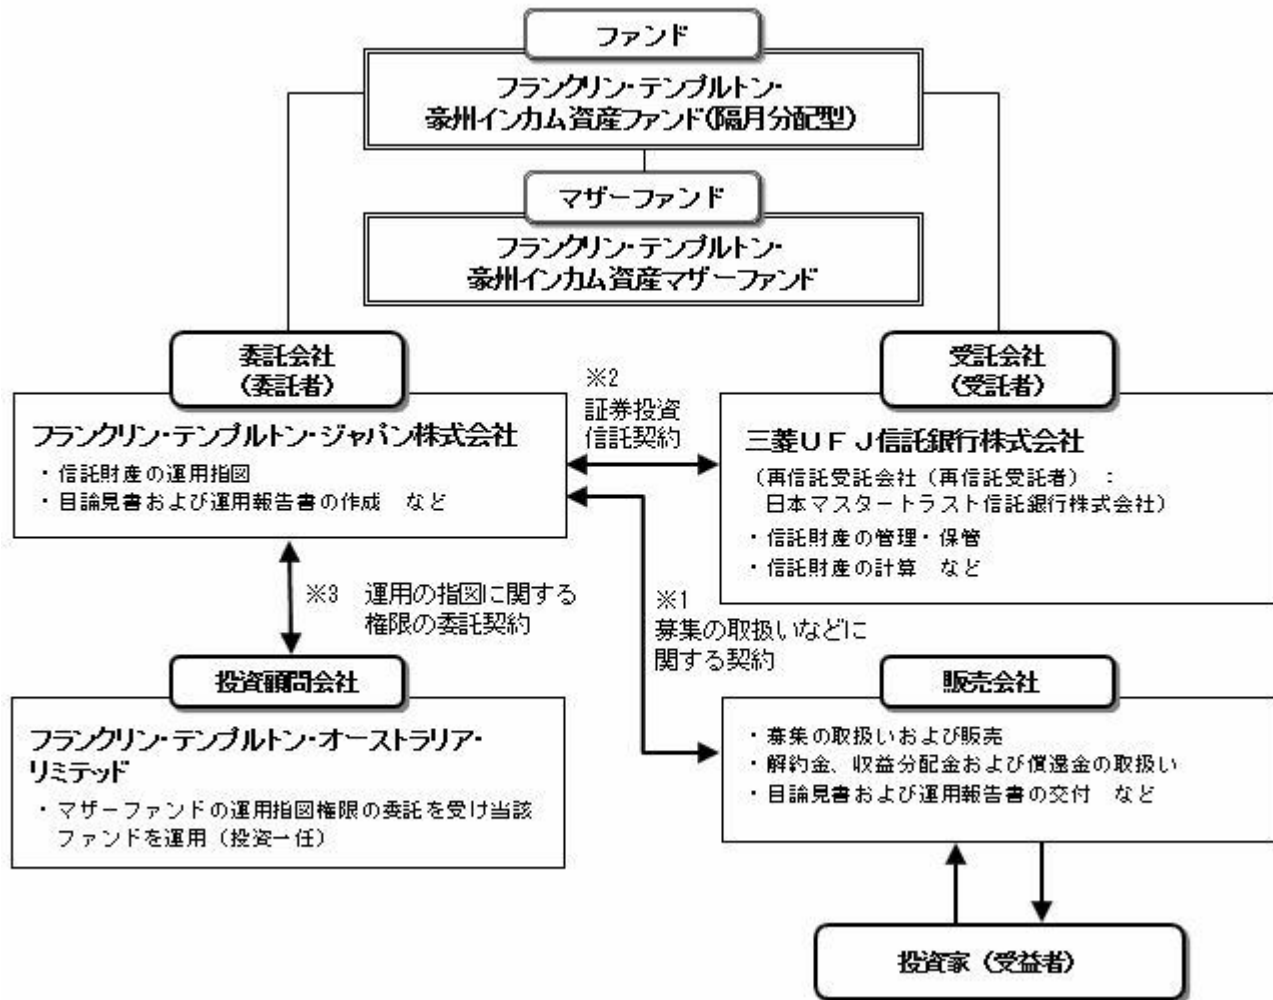 ファンド
フランクリン・テンプルトン・
豪州インカム資産ファンド(隔月分配型)
マザーファンド
フランクリン・テンプルトン・
豪州インカム資産マザーファンド
委託会社
(委託者)
フランクリン・テンプルトン・ジャパン株式会社
・信託財産の運用指図
・目論見書および運用報告書の作成 など
※2
証券投資
信託契約
受託会社
(受託者)
三菱UFJ信託銀行株式会社
(再信託受託会社(再信託受託者) :
日本マスタートラスト信託銀行株式会社)
・信託財産の管理・保管
・信託財産の計算 など
※3 運用の指図に関する
権限の委託契約
※1
募集の取扱いなどに
関する契約
投資顧問会社
フランクリン・テンプルトン・オーストラリア・
リミテッド
・マザーファンドの運用指図権限の委託を受け当該
ファンドを運用(投資一任)
販売会社
・募集の取扱いおよび販売
・解約金、収益分配金および償還金の取扱い
・目論見書および運用報告書の交付 など
投資家(受益者)